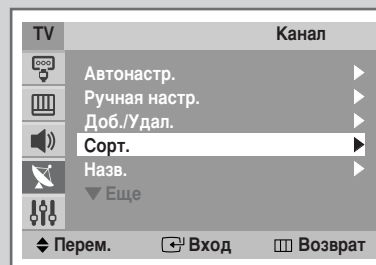 TV Канал
Автонастр.
Ручная настр.
Доб./Удал.
Сорт.
Назв.
Еще
Перем. Вход Возврат